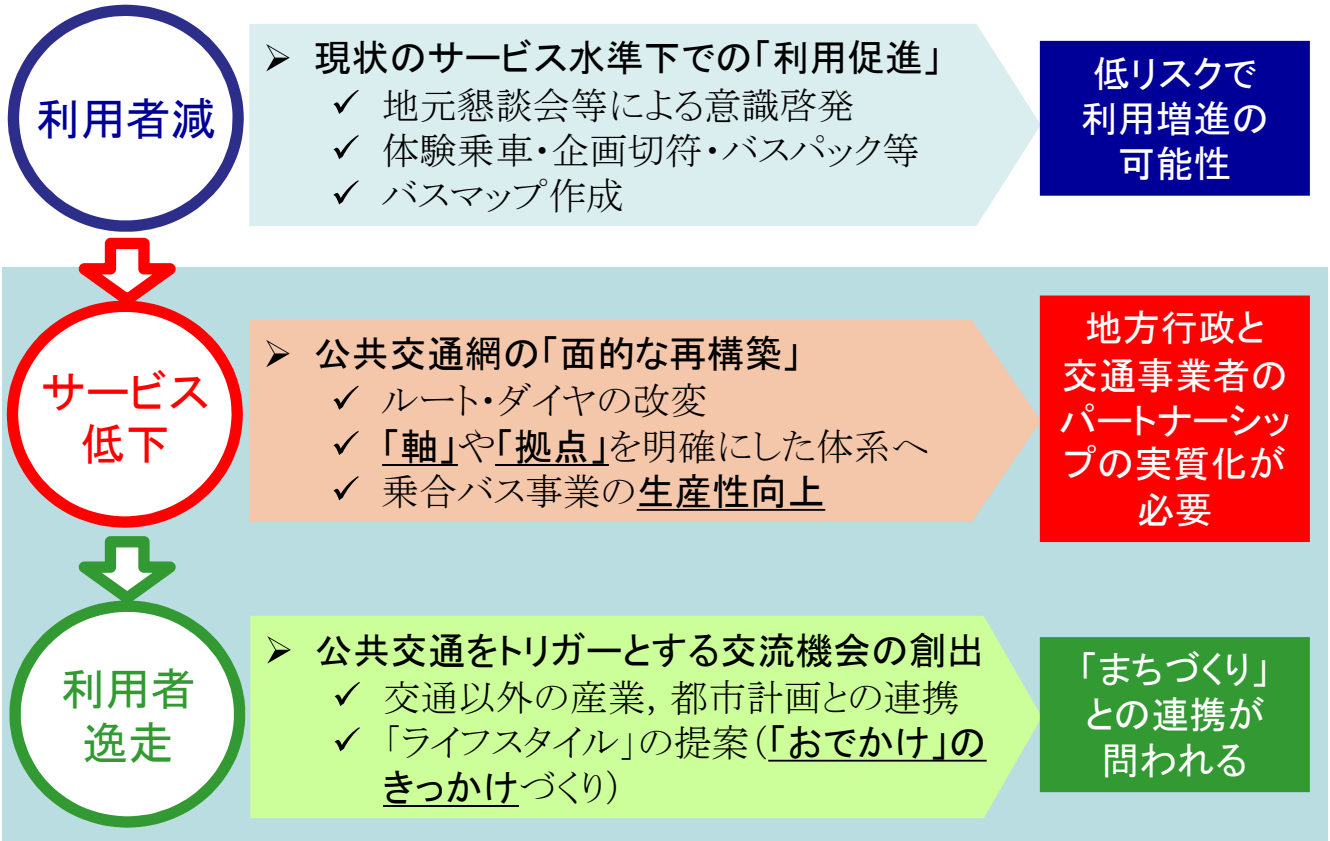 利用者減
➢ 現状のサービス水準下での「利用促進」
✓ 地元懇談会等による意識啓発
✓ 体験乗車・企画切符・バスパック等
✓ バスマップ作成
低リスクで
利用増進の
可能性
サービス
低下
➢ 公共交通網の「面的な再構築」
✓ ルート・ダイヤの改変
✓ 「軸」や「拠点」を明確にした体系へ
✓ 乗合バス事業の生産性向上
地方行政と
交通事業者の
パートナーシッ
プの実質化が
必要
利用者
逸走
➢ 公共交通をトリガーとする交流機会の創出
✓ 交通以外の産業, 都市計画との連携
✓ 「ライフスタイル」の提案(「おでかけ」の
きっかけづくり)
「まちづくり」
との連携が
問われる